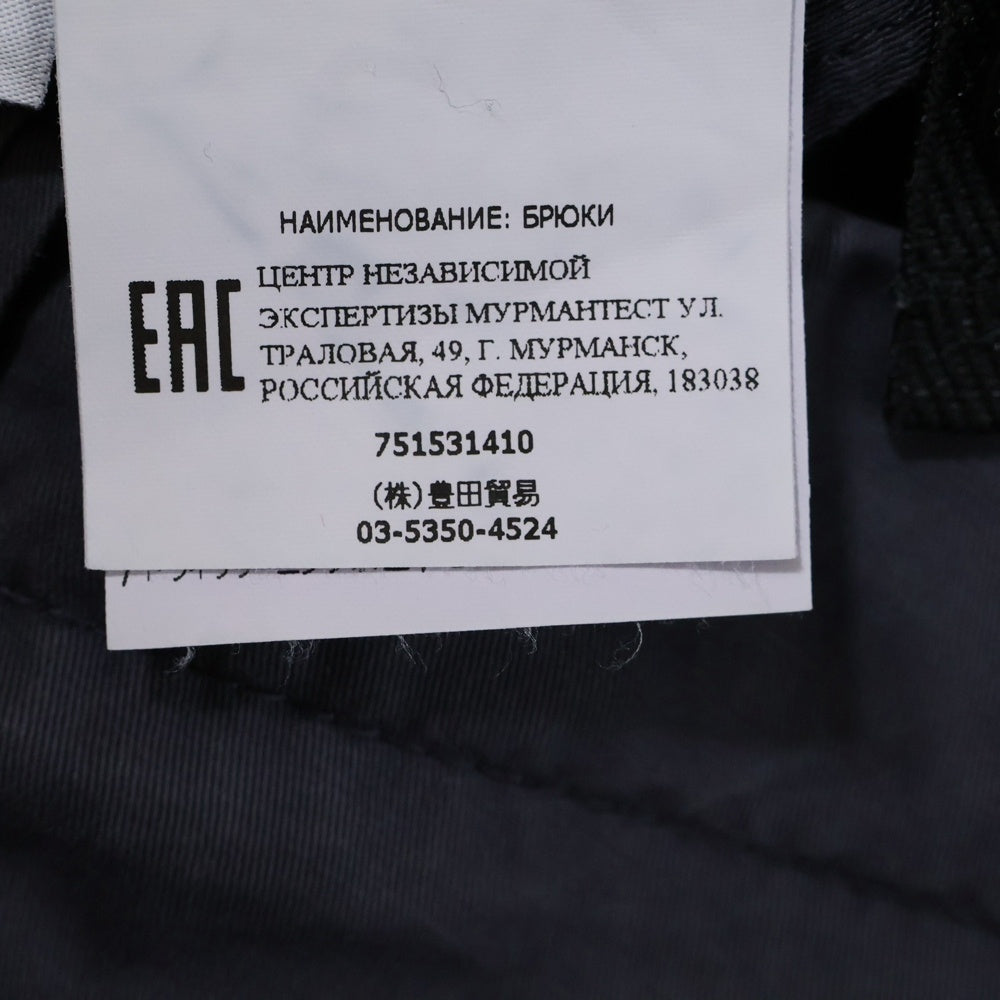 НАИМЕНОВАНИЕ: БРЮКИ
EAC
ЦЕНТР НЕЗАВИСИМОЙ
ЭКСПЕРТИЗЫ МУРМАНТЕСТ УЛ.
ТРАЛОВАЯ, 49, Г. МУРМАНСК,
РОССИЙСКАЯ ФЕДЕРАЦИЯ, 183038
751531410
(株)豊田貿易
03-5350-4524